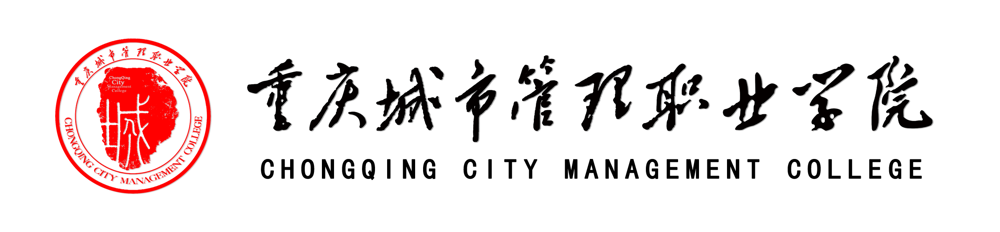 重庆城市管理职业学院
ChongQing
City
Management
College
城
CHONGQING CITY MANAGEMENT COLLEGE
重庆城市管理职业学院
CHONGQING CITY MANAGEMENT COLLEGE